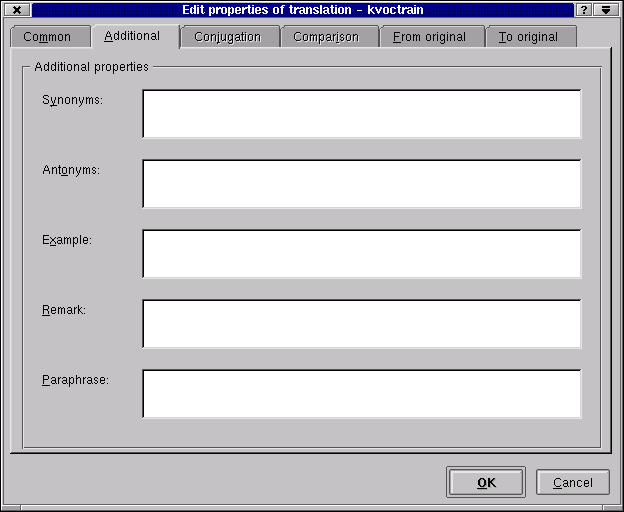 Edit properties of translation - kvoctrain
?
Common Additional Conjugation Comparison From original To original
Additional properties
Synonyms:
Antonyms:
Example:
Remark:
Paraphrase:
OK Cancel